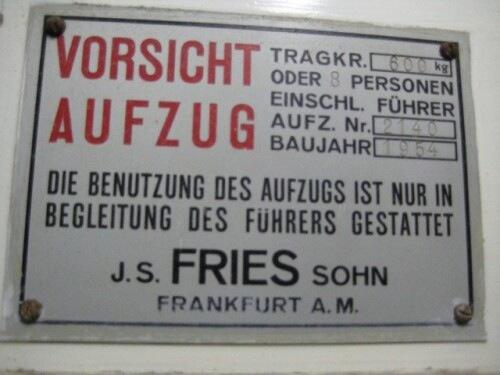 VORSICHT
AUFZUG
TRAGKR. 600 kg
ODER 8 PERSONEN
EINSCHL. FÜHRER
AUFZ. Nr. 2140
BAUJAHR 1954
DIE BENUTZUNG DES AUFZUGS IST NUR IN
BEGLEITUNG DES FÜHRERS GESTATTET
J.S. FRIES SOHN
FRANKFURT A.M.